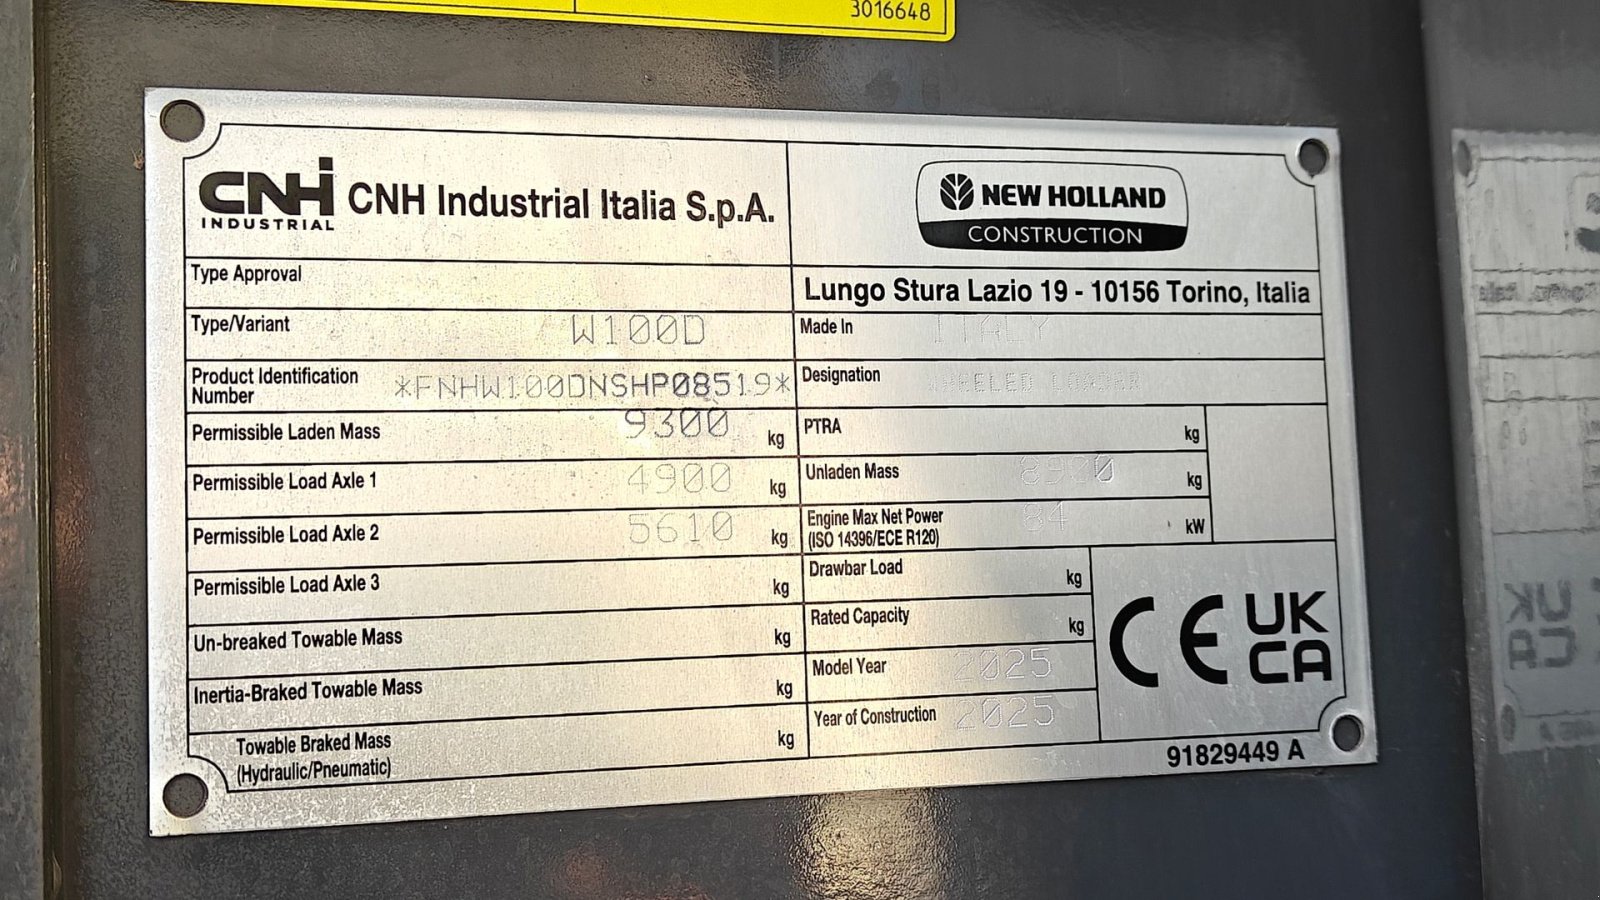 3016648
CNH INDUSTRIAL CNH Industrial Italia S.p.A.
NEW HOLLAND
CONSTRUCTION
Type Approval
Lungo Stura Lazio 19 - 10156 Torino, Italia
Type/Variant W100D
Made In ITALY
Product Identification Number *FNHW100DNSHP08519*
Designation WHEELED LOADER
Permissible Laden Mass 9300 kg
PTRA kg
Permissible Load Axle 1 4900 kg
Unladen Mass 8900 kg
Permissible Load Axle 2 5610 kg
Engine Max Net Power (ISO 14396/ECE R120) 84 kW
Permissible Load Axle 3 kg
Drawbar Load kg
Un-breaked Towable Mass kg
Rated Capacity kg
Inertia-Braked Towable Mass kg
Model Year 2025
Towable Braked Mass (Hydraulic/Pneumatic) kg
Year of Construction 2025
CE UK CA
91829449 A